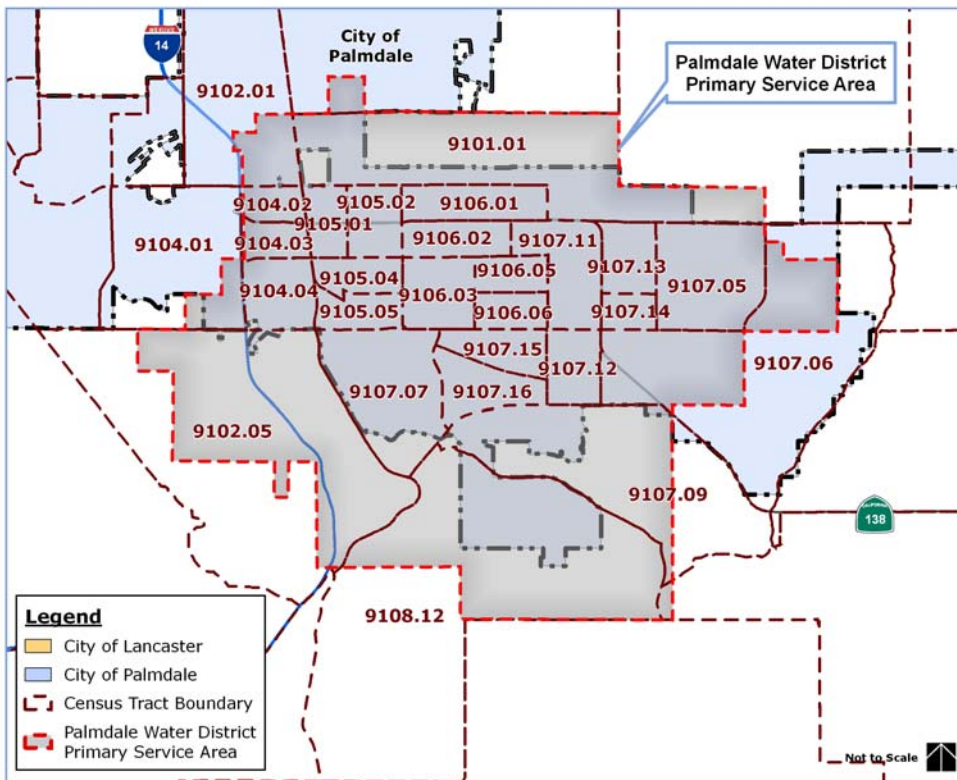 City of
Palmdale
14
Palmdale Water District
Primary Service Area
9102.01
9101.01
9104.02
9105.02
9106.01
9105.01
9104.01
9104.03
9106.02
9107.11
9105.04
9106.05
9107.13
9107.05
9104.04
9106.03
9105.05
9106.06
9107.14
9107.15
9107.12
9107.06
9107.07
9107.16
9102.05
9107.09
CALIFORNIA
138
9108.12
Legend
City of Lancaster
City of Palmdale
Census Tract Boundary
Palmdale Water District
Primary Service Area
Not to Scale